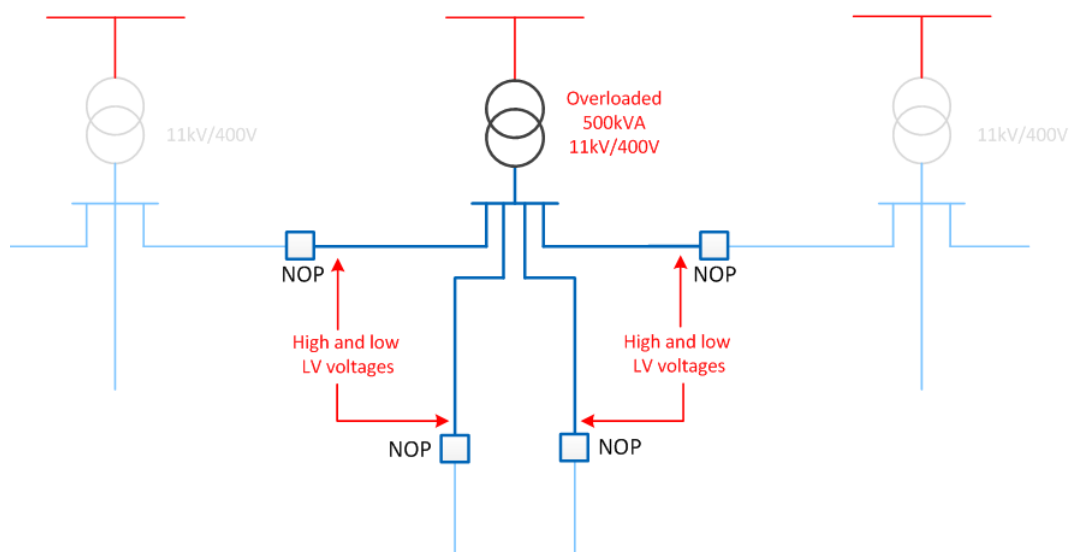 11kV/400V
Overloaded
500kVA
11kV/400V
11kV/400V
NOP
NOP
High and low
LV voltages
High and low
LV voltages
NOP
NOP